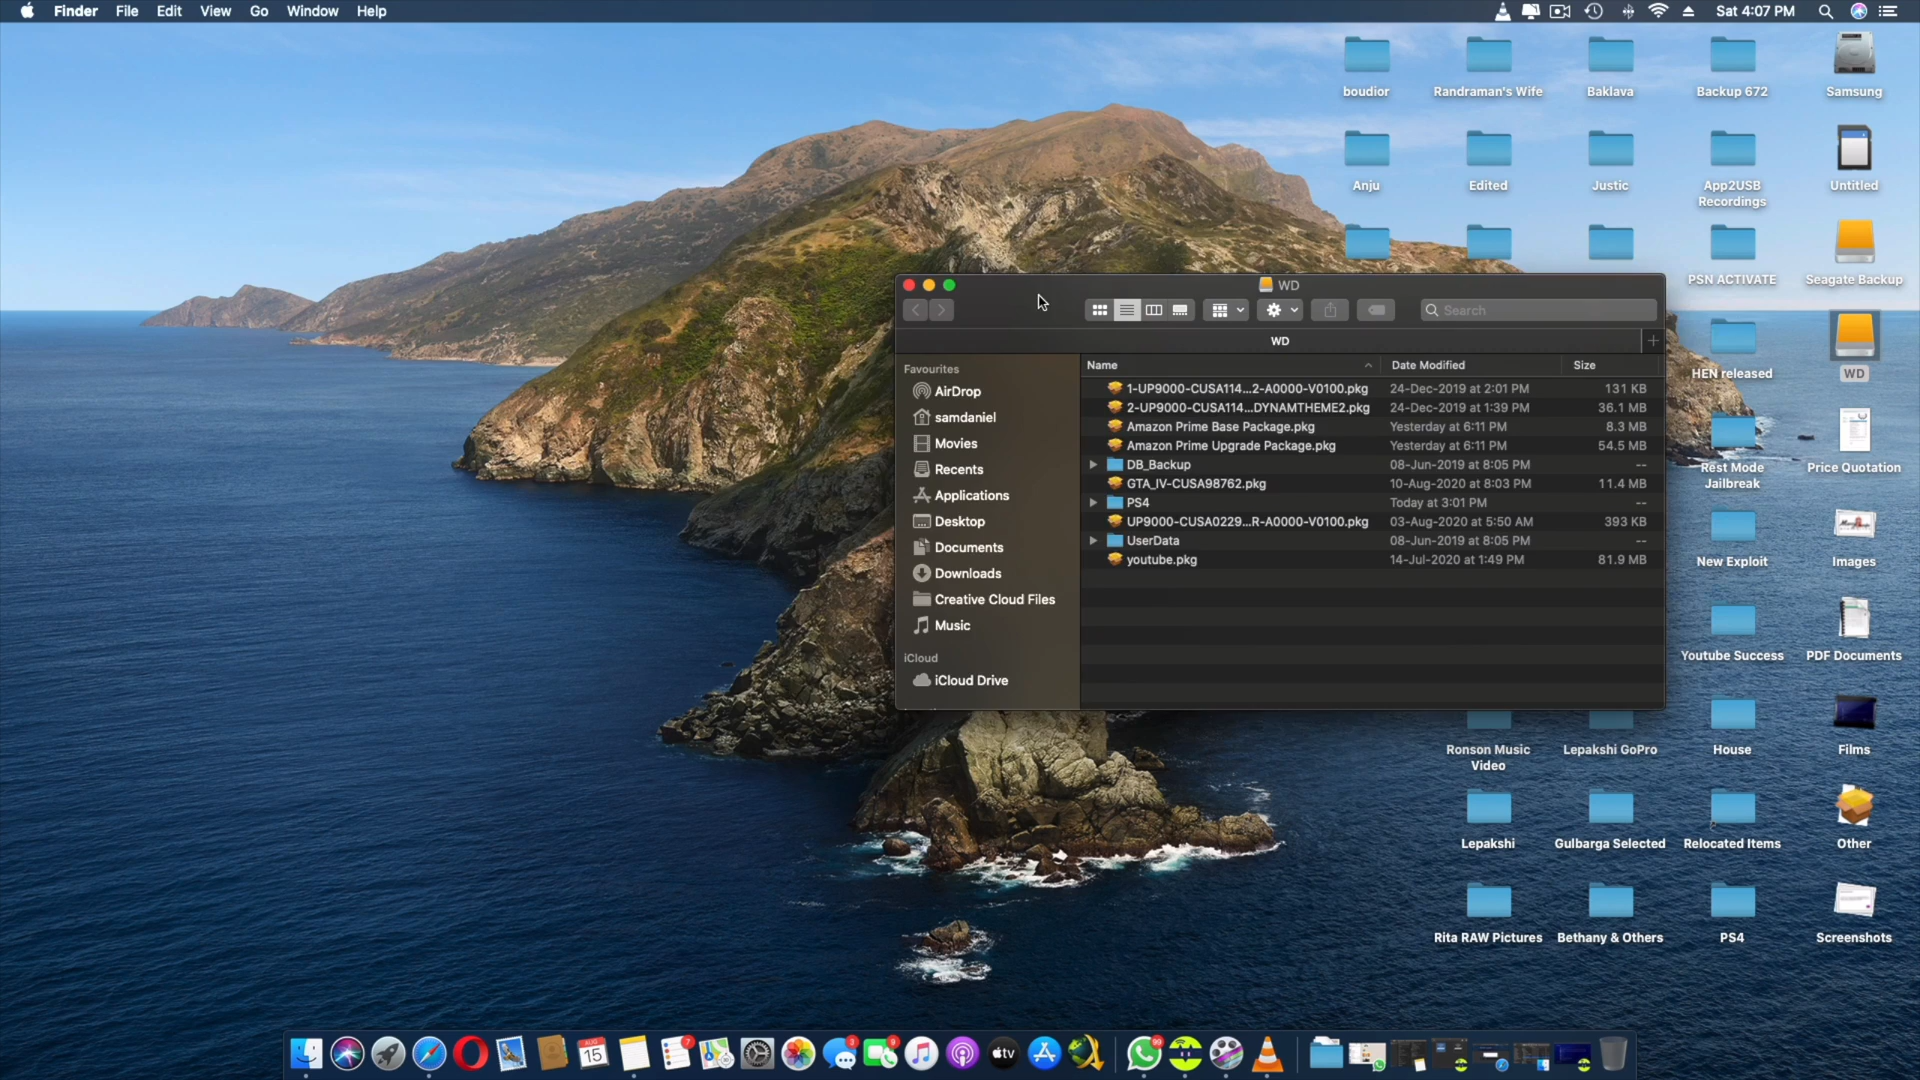 Finder File Edit View Go Window Help
Sat 4:07 PM
boudior
Randraman's Wife
Baklava
Backup 672
Samsung
Anju
Edited
Justic
App2USB
Recordings
Untitled
PSN ACTIVATE
Seagate Backup
HEN released
WD
Rest Mode
Jailbreak
Price Quotation
New Exploit
Images
Youtube Success
PDF Documents
Ronson Music
Video
Lepakshi GoPro
House
Films
Lepakshi
Gulbarga Selected
Relocated Items
Other
Rita RAW Pictures
Bethany & Others
PS4
Screenshots
WD
Search
WD
Favourites
AirDrop
samdaniel
Movies
Recents
Applications
Desktop
Documents
Downloads
Creative Cloud Files
Music
iCloud
iCloud Drive
Name Date Modified Size
1-UP9000-CUSA114...2-A0000-V0100.pkg 24-Dec-2019 at 2:01 PM 131 KB
2-UP9000-CUSA114...DYNAMTHEME2.pkg 24-Dec-2019 at 1:39 PM 36.1 MB
Amazon Prime Base Package.pkg Yesterday at 6:11 PM 8.3 MB
Amazon Prime Upgrade Package.pkg Yesterday at 6:11 PM 54.5 MB
DB_Backup 08-Jun-2019 at 8:05 PM --
GTA_IV-CUSA98762.pkg 10-Aug-2020 at 8:03 PM 11.4 MB
PS4 Today at 3:01 PM --
UP9000-CUSA0229...R-A0000-V0100.pkg 03-Aug-2020 at 5:50 AM 393 KB
UserData 08-Jun-2019 at 8:05 PM --
youtube.pkg 14-Jul-2020 at 1:49 PM 81.9 MB
AUG
15
7
tv
99